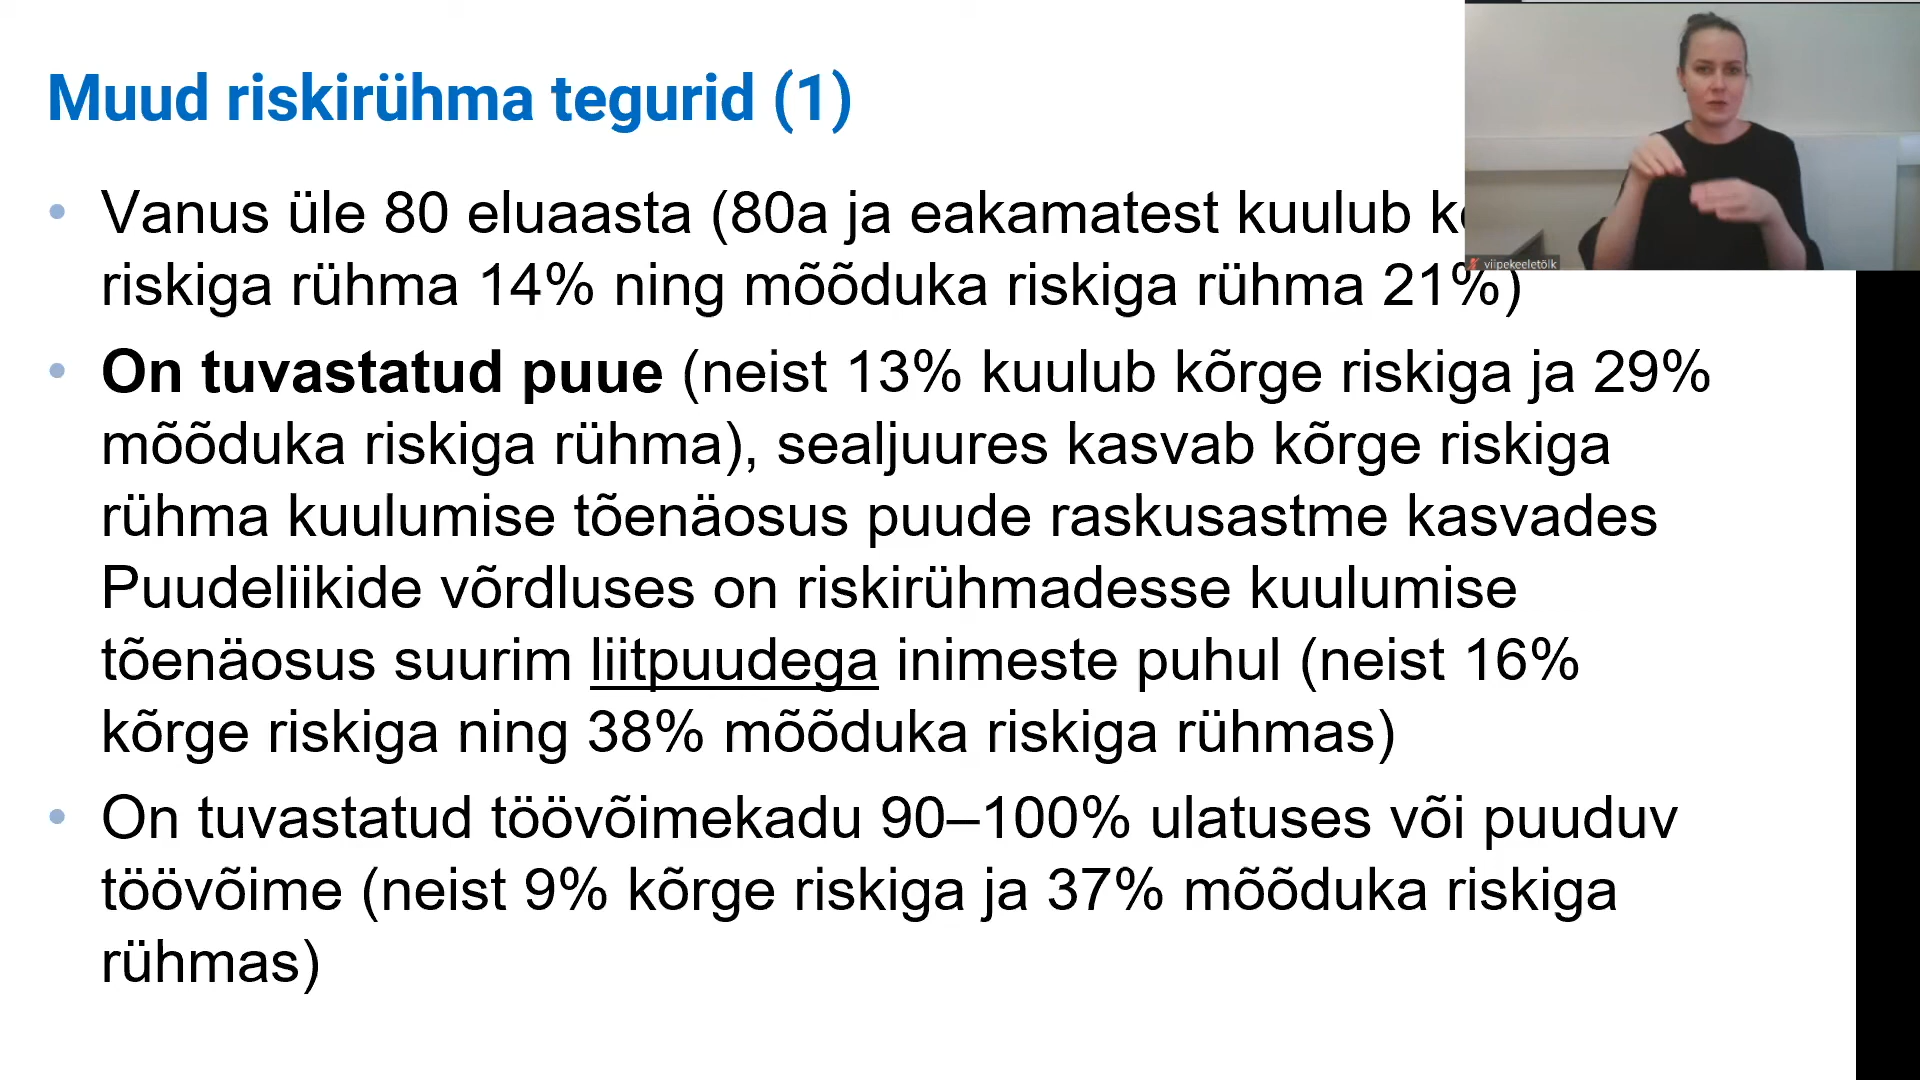 Muud riskirühma tegurid (1)
• Vanus üle 80 eluaasta (80a ja eakamatest kuulub
riskiga rühma 14% ning mõõduka riskiga rühma 21%)
• On tuvastatud puue (neist 13% kuulub kõrge riskiga ja 29%
mõõduka riskiga rühma), sealjuures kasvab kõrge riskiga
rühma kuulumise tõenäosus puude raskusastme kasvades
Puudeliikide võrdluses on riskirühmadesse kuulumise
tõenäosus suurim liitpuudega inimeste puhul (neist 16%
kõrge riskiga ning 38% mõõduka riskiga rühmas)
• On tuvastatud töövõimekadu 90–100% ulatuses või puuduv
töövõime (neist 9% kõrge riskiga ja 37% mõõduka riskiga
rühmas)
viipekeeletõlk